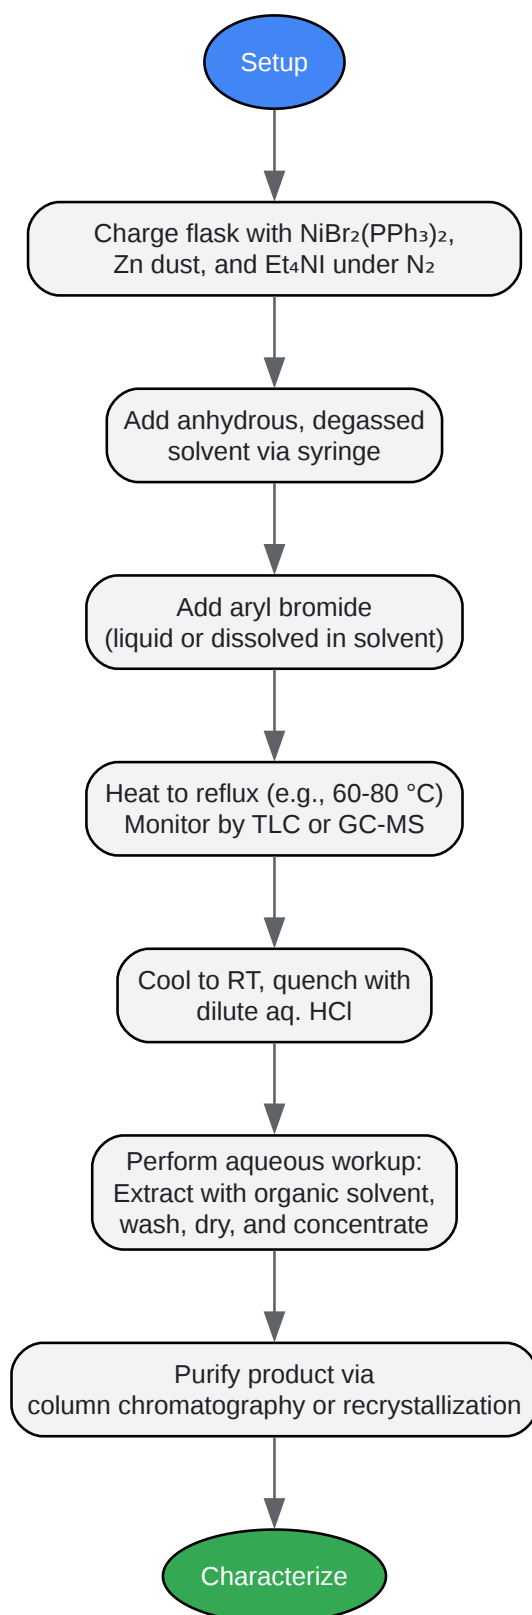 Setup
Charge flask with NiBr₂(PPh₃)₂,
Zn dust, and Et₄NI under N₂
Add anhydrous, degassed
solvent via syringe
Add aryl bromide
(liquid or dissolved in solvent)
Heat to reflux (e.g., 60-80 °C)
Monitor by TLC or GC-MS
Cool to RT, quench with
dilute aq. HCl
Perform aqueous workup:
Extract with organic solvent,
wash, dry, and concentrate
Purify product via
column chromatography or recrystallization
Characterize